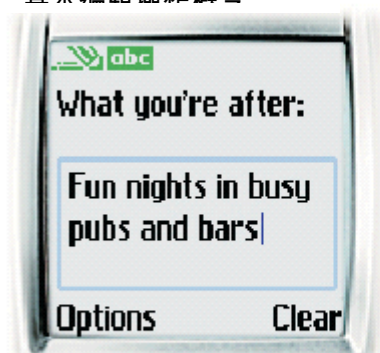 abc
What you're after:
Fun nights in busy
pubs and bars
Options Clear